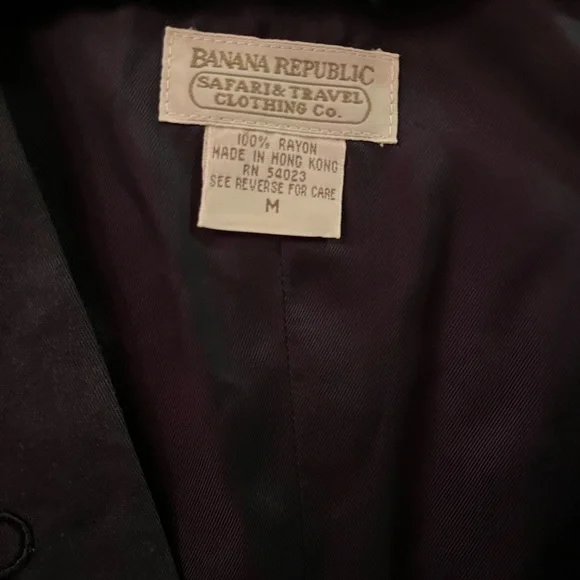 BANANA REPUBLIC
SAFARI & TRAVEL
CLOTHING Co.
100% RAYON
MADE IN HONG KONG
RN 54023
SEE REVERSE FOR CARE
M